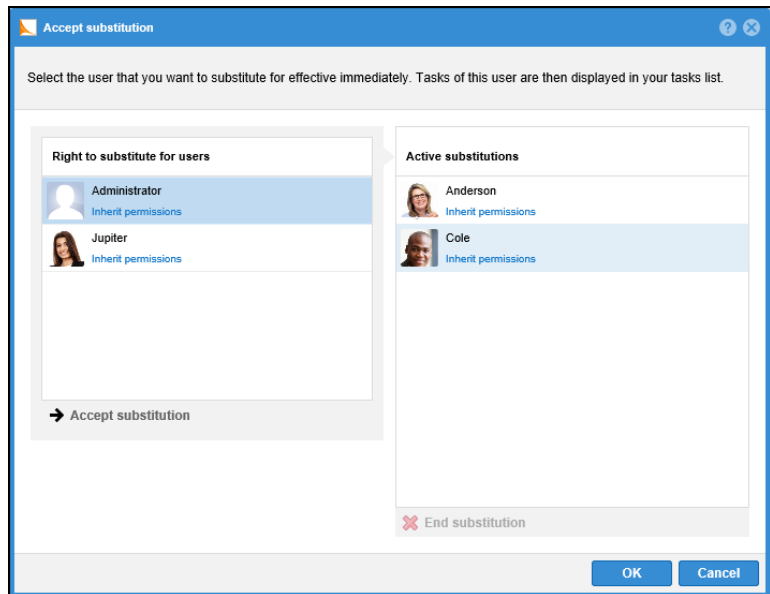 Accept substitution
Select the user that you want to substitute for effective immediately. Tasks of this user are then displayed in your tasks list.
Right to substitute for users
Administrator
Inherit permissions
Jupiter
Inherit permissions
Accept substitution
Active substitutions
Anderson
Inherit permissions
Cole
Inherit permissions
End substitution
OK
Cancel